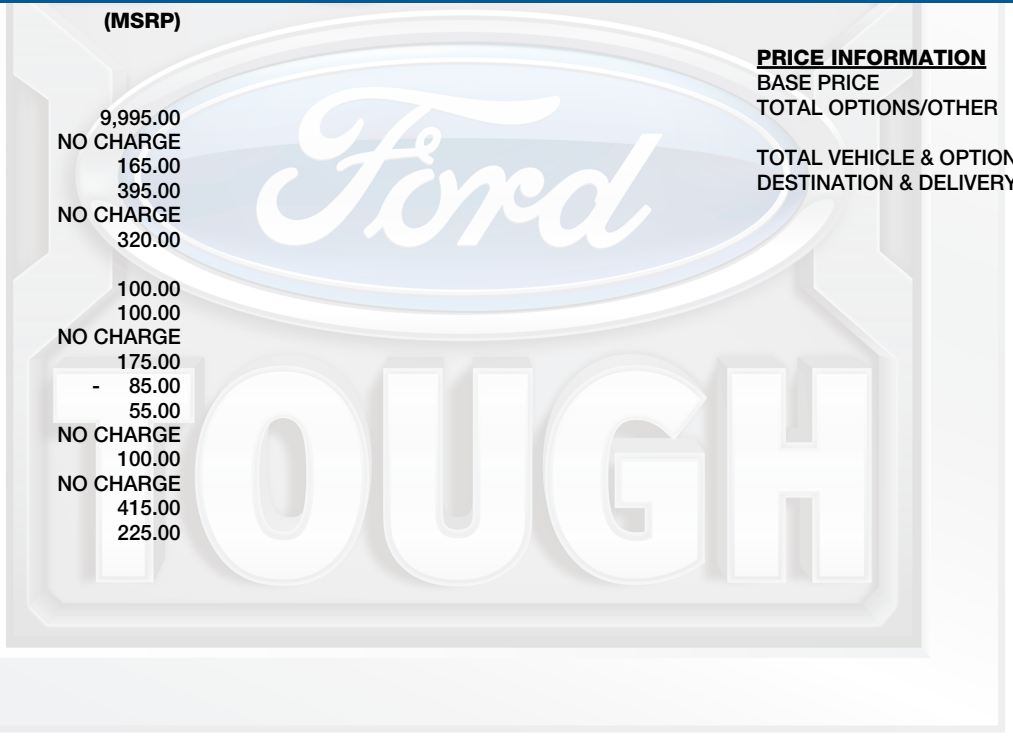 (MSRP)
9,995.00
NO CHARGE
165.00
395.00
NO CHARGE
320.00
100.00
100.00
NO CHARGE
175.00
- 85.00
55.00
NO CHARGE
100.00
NO CHARGE
415.00
225.00
PRICE INFORMATION
BASE PRICE
TOTAL OPTIONS/OTHER
TOTAL VEHICLE & OPTION
DESTINATION & DELIVERY
Ford
TOUGH